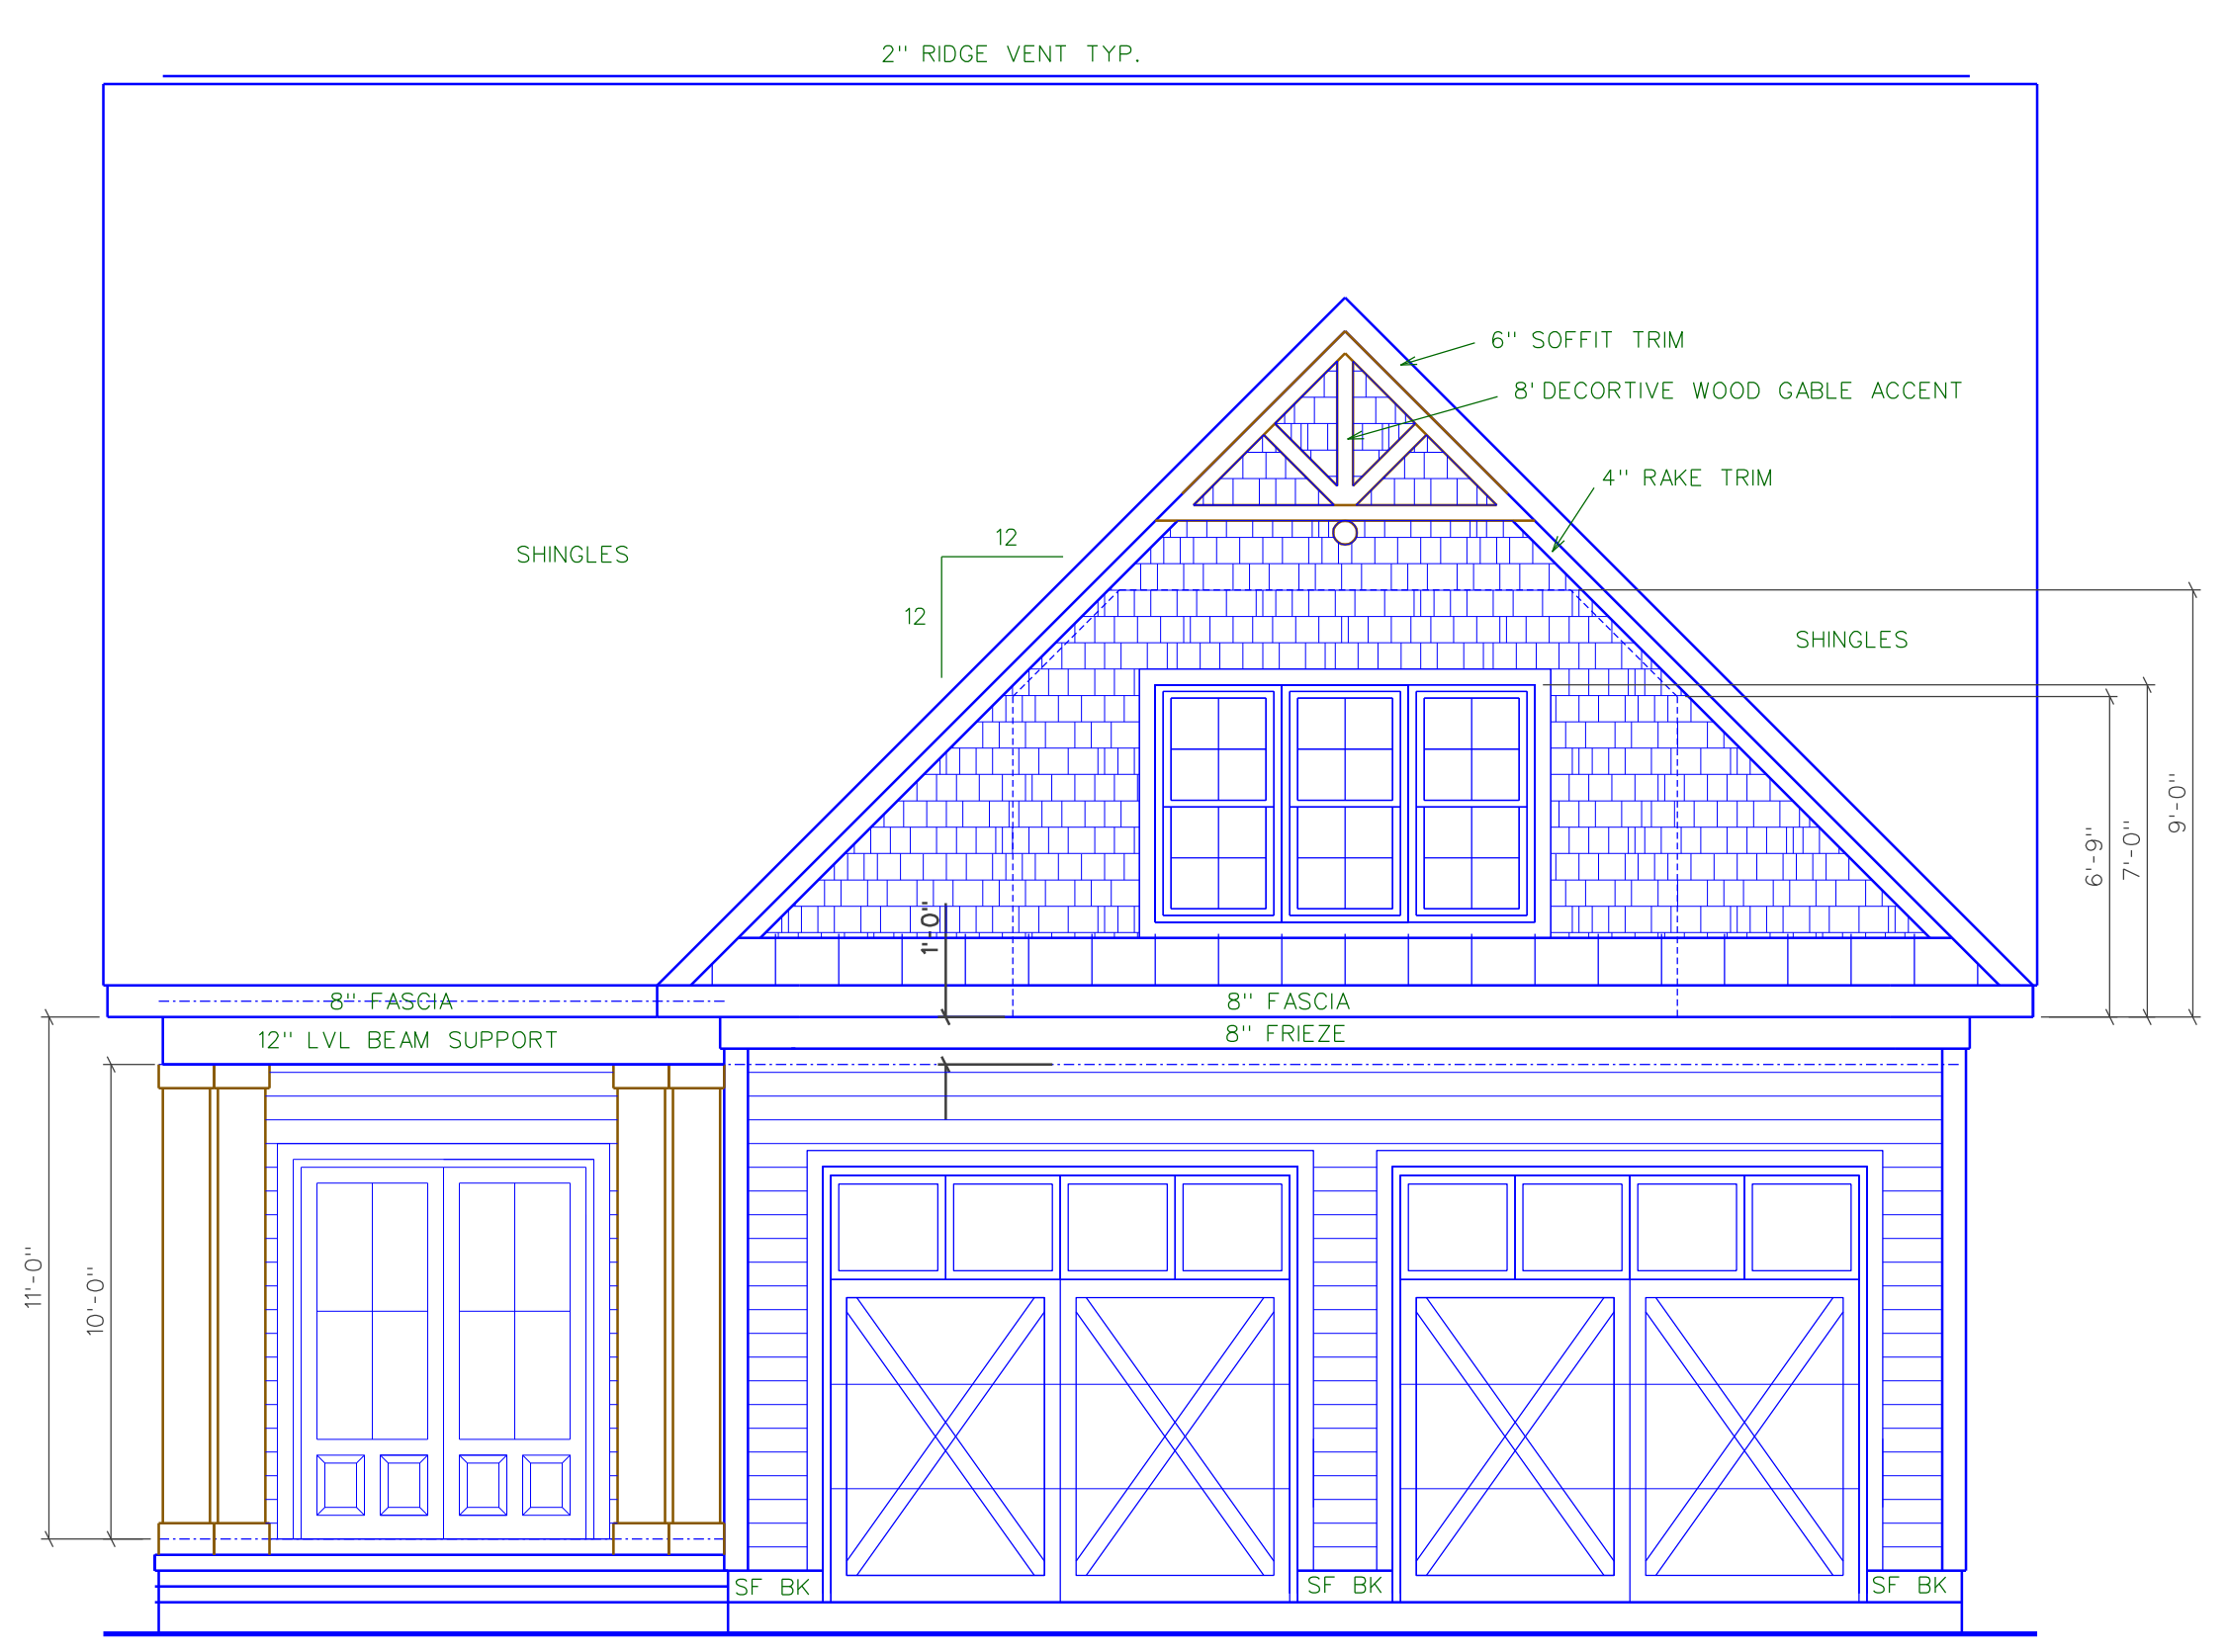 2" RIDGE VENT TYP.
6" SOFFIT TRIM
8' DECORTIVE WOOD GABLE ACCENT
4" RAKE TRIM
12
SHINGLES
12
SHINGLES
9'-0"
6'-9"
7'-0"
1'-0"
8" FASCIA
8" FASCIA
12" LVL BEAM SUPPORT
8" FRIEZE
11'-0"
10'-0"
SF BK
SF BK
SF BK